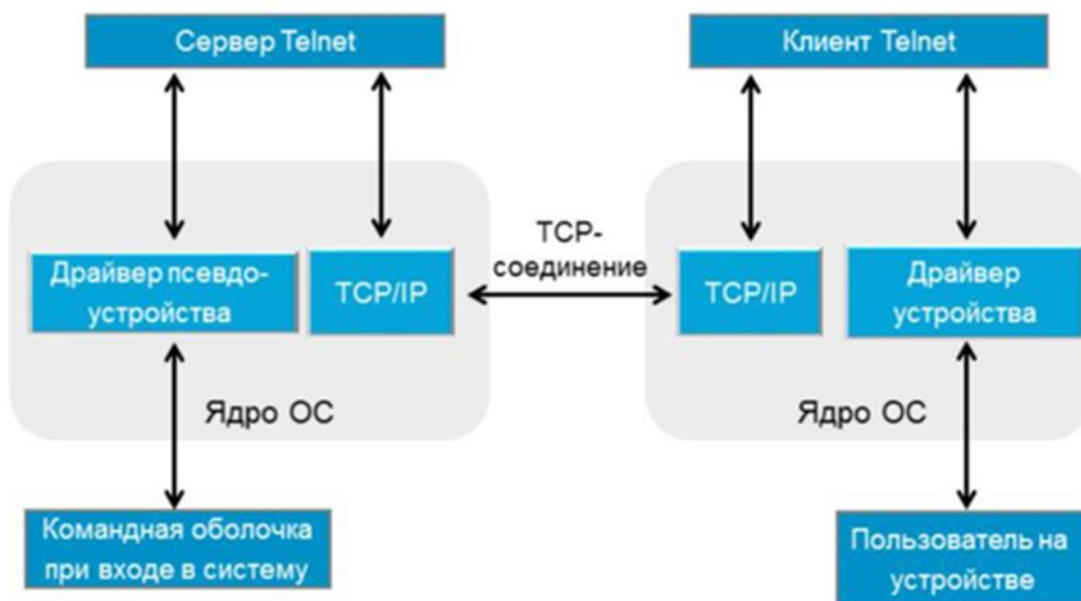 Сервер Telnet
Клиент Telnet
TCP-
соединение
Драйвер псевдо-
устройства
TCP/IP
TCP/IP
Драйвер
устройства
Ядро ОС
Ядро ОС
Командная оболочка
при входе в систему
Пользователь на
устройстве